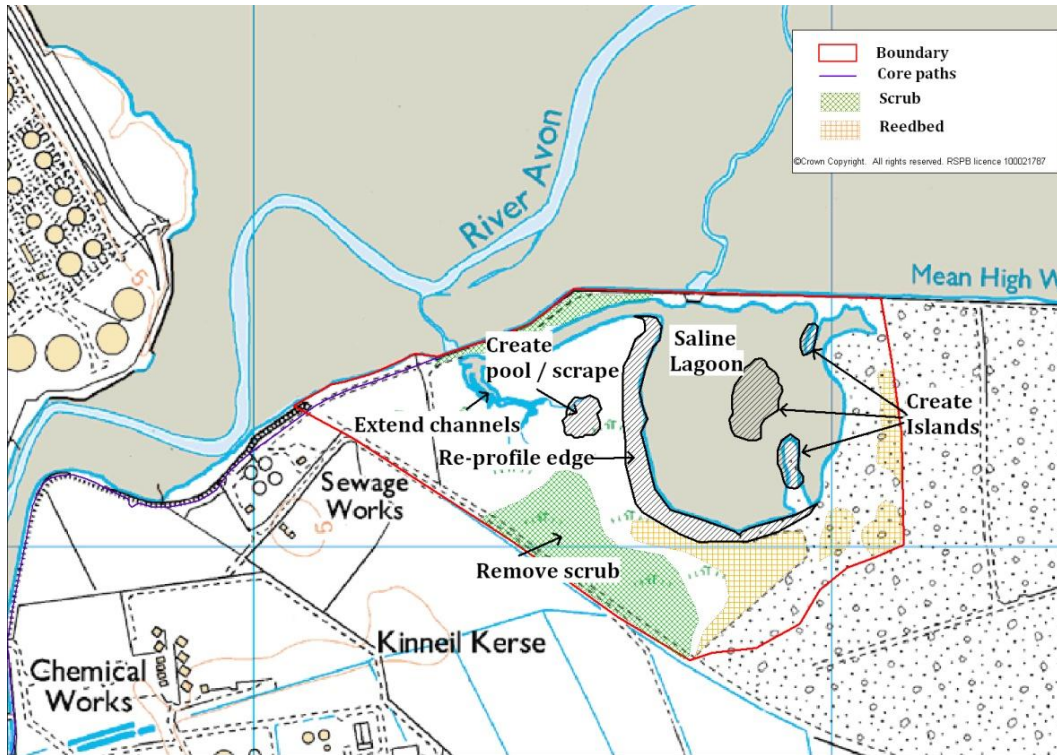 Boundary
Core paths
Scrub
Reedbed
©Crown Copyright. All rights reserved. RSPB licence 100021787
River Avon
Mean High W
5
Saline
Lagoon
Create
pool / scrape
Extend channels
Re-profile edge
Create
Islands
Sewage
Works
5
Remove scrub
Kinneil Kerse
Chemical
Works